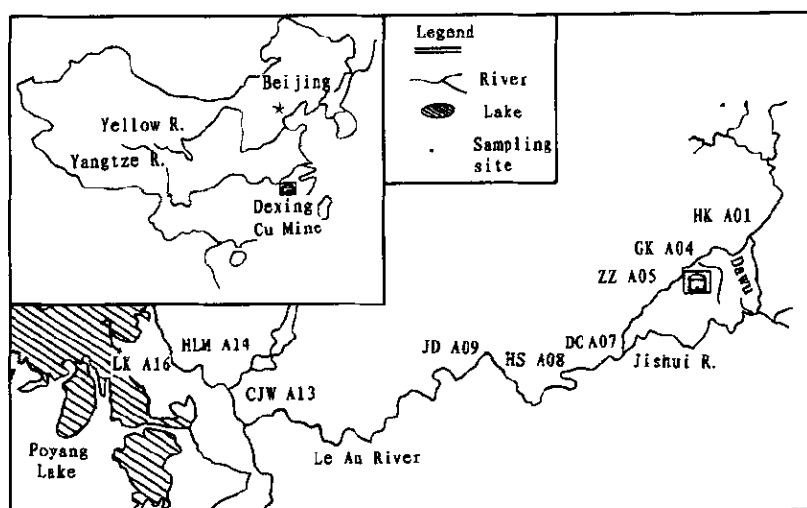 Legend
River
Lake
Sampling
site
Beijing
Yellow R.
Yangtze R.
Dexing
Cu Mine
HK A01
GK A04
ZZ A05
Dawu
HLM A14
LK A16
JD A09
DC A07
HS A08
Jishui R.
CJW A13
Poyang
Lake
Le An River